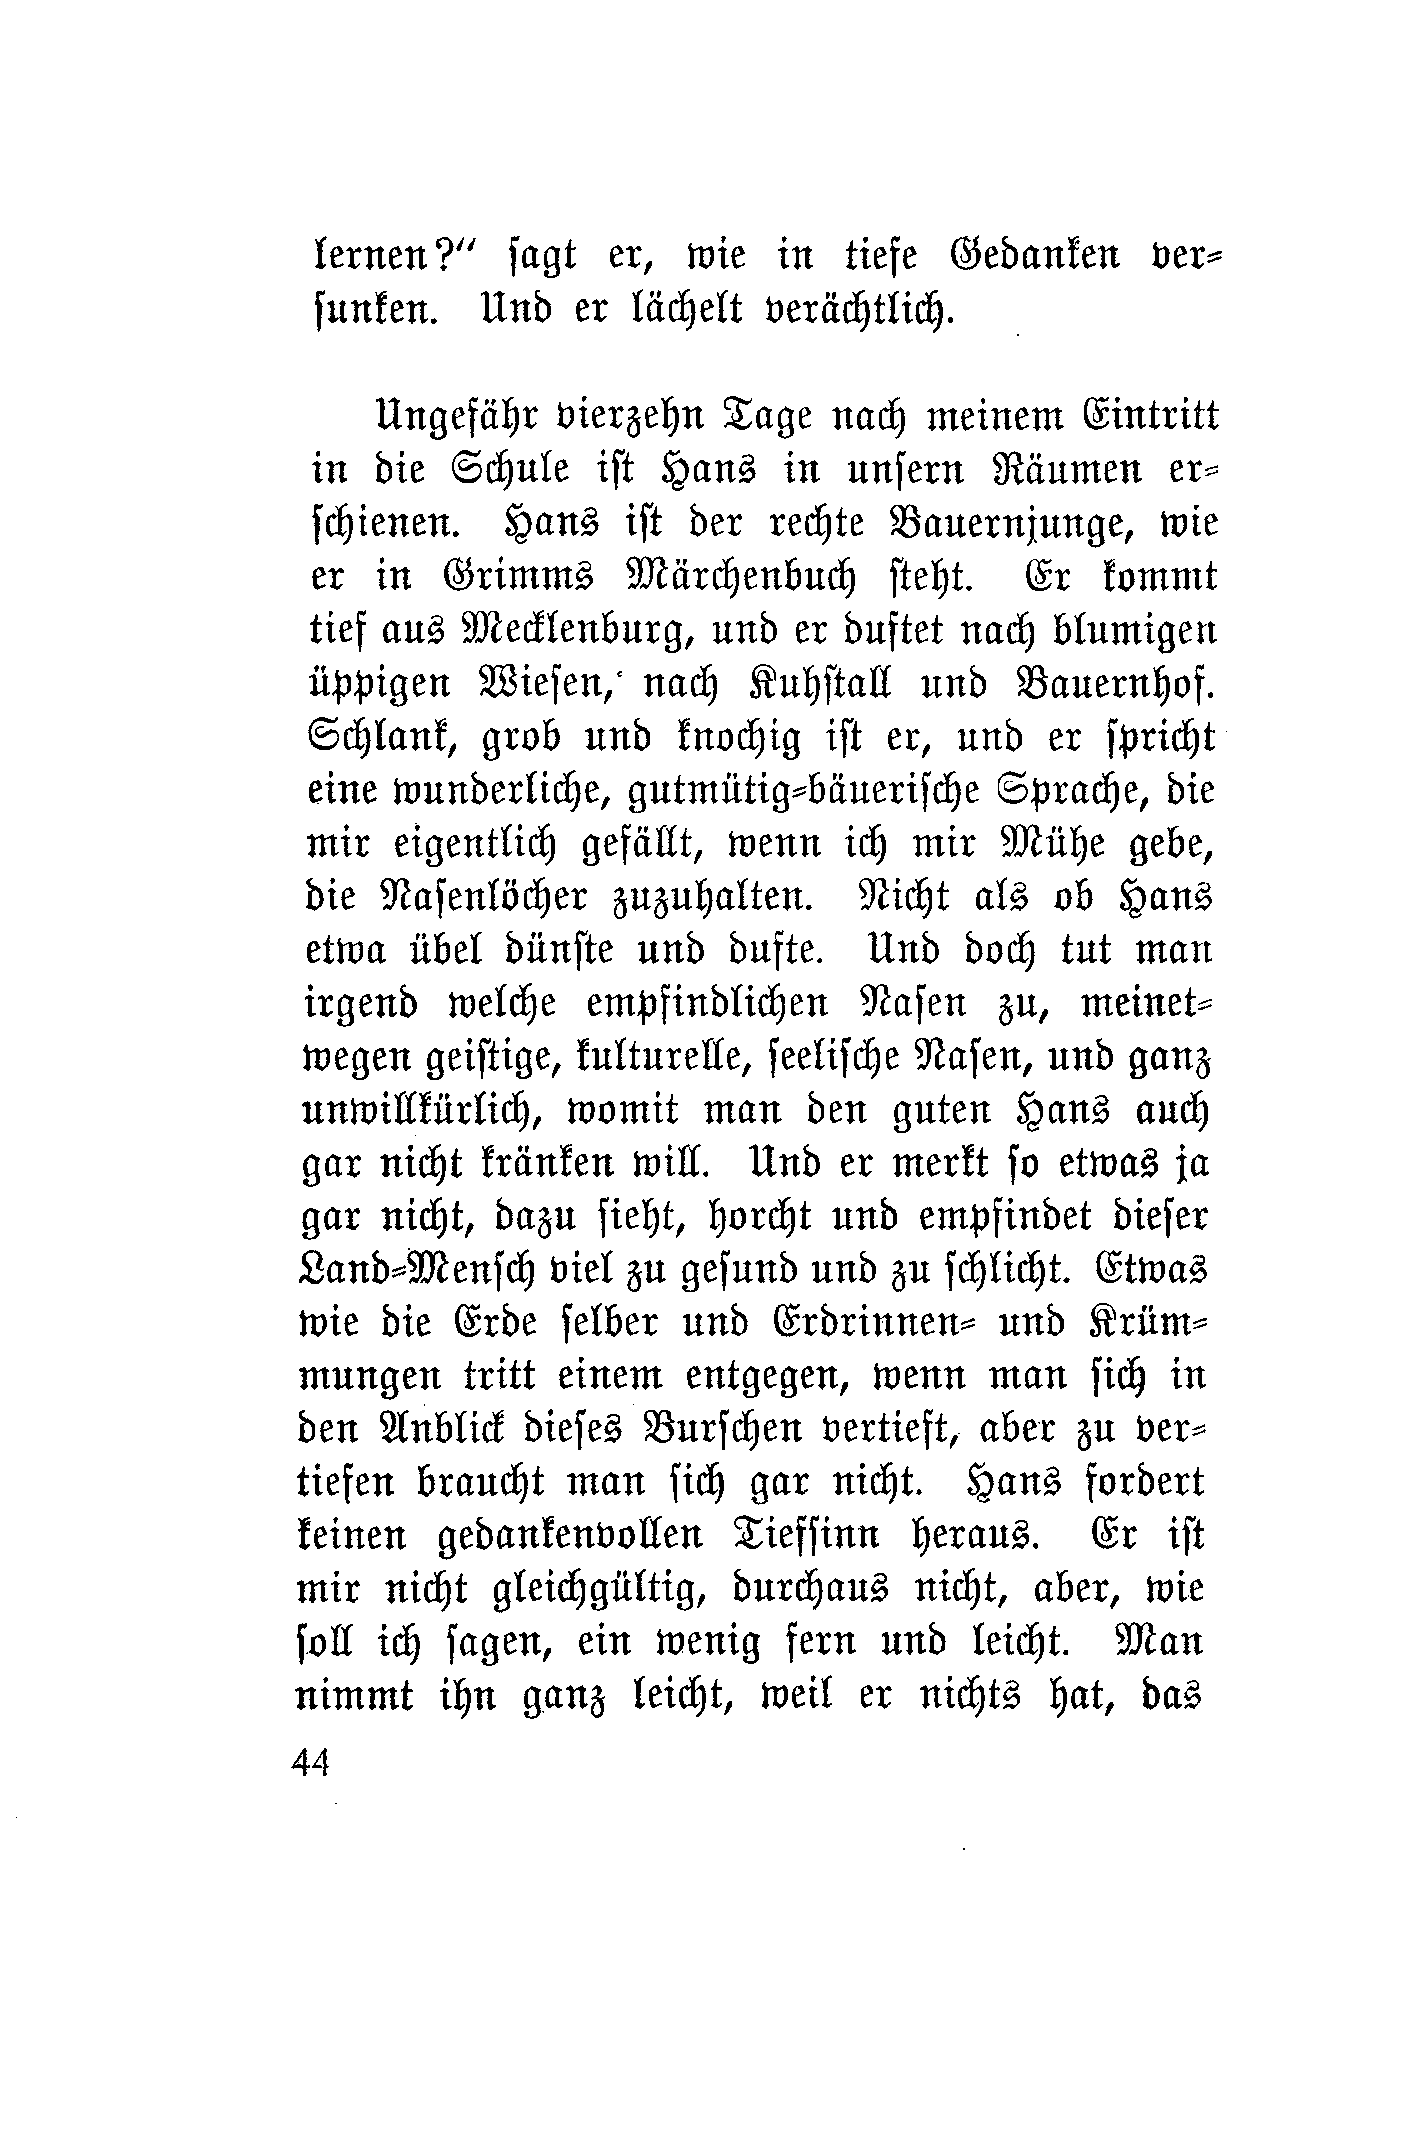 lernen?“ ſagt er, wie in tiefe Gedanken ver⸗
ſunken. Und er lächelt verächtlich.
Ungefähr vierzehn Tage nach meinem Eintritt
in die Schule iſt Hans in unſern Räumen er⸗
ſchienen. Hans iſt der rechte Bauernjunge, wie
er in Grimms Märchenbuch ſteht. Er kommt
tief aus Mecklenburg, und er duftet nach blumigen
üppigen Wieſen, nach Kuhſtall und Bauernhof.
Schlank, grob und knochig iſt er, und er ſpricht
eine wunderliche, gutmütig⸗bäueriſche Sprache, die
mir eigentlich gefällt, wenn ich mir Mühe gebe,
die Naſenlöcher zuzuhalten. Nicht als ob Hans
etwa übel dünſte und dufte. Und doch tut man
irgend welche empfindlichen Naſen zu, meinet⸗
wegen geiſtige, kulturelle, ſeeliſche Naſen, und ganz
unwillkürlich, womit man den guten Hans auch
gar nicht kränken will. Und er merkt ſo etwas ja
gar nicht, dazu ſieht, horcht und empfindet dieſer
Land⸗Menſch viel zu geſund und zu ſchlicht. Etwas
wie die Erde ſelber und Erdrinnen⸗ und Krüm⸗
mungen tritt einem entgegen, wenn man ſich in
den Anblick dieſes Burſchen vertieft, aber zu ver⸗
tiefen braucht man ſich gar nicht. Hans fordert
keinen gedankenvollen Tiefſinn heraus. Er iſt
mir nicht gleichgültig, durchaus nicht, aber, wie
ſoll ich ſagen, ein wenig fern und leicht. Man
nimmt ihn ganz leicht, weil er nichts hat, das
44